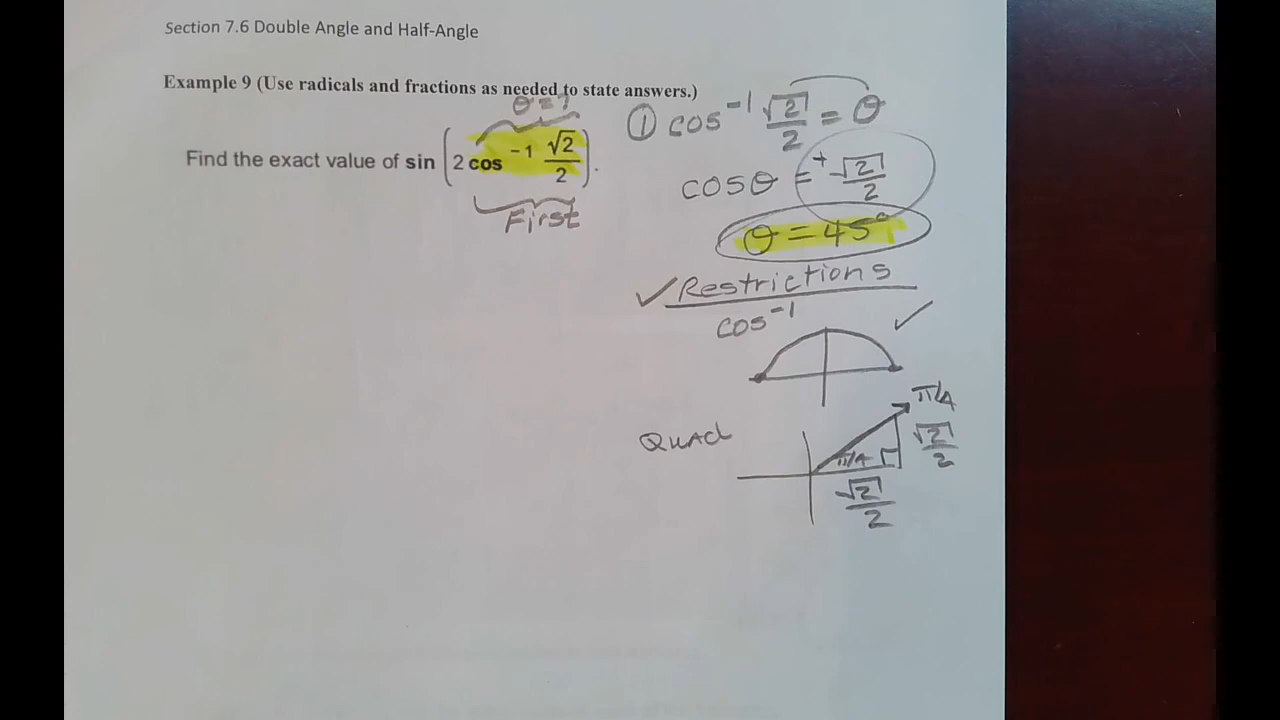 Section 7.6 Double Angle and Half-Angle
Example 9 (Use radicals and fractions as needed to state answers.)
θ = ?
Find the exact value of sin (2 cos⁻¹ √2/2).
First
① cos⁻¹ √2/2 = θ
cosθ = +√2/2
θ = 45°
✓ Restrictions
cos⁻¹ ✓
Quad
π/4
π/4
√2/2
√2/2